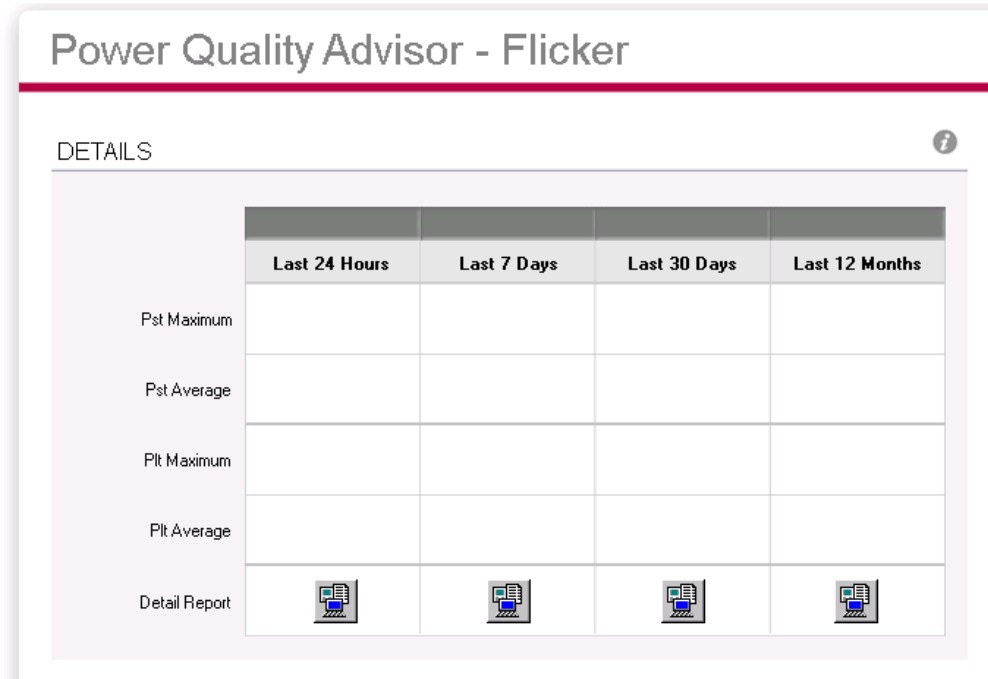 Power Quality Advisor - Flicker
DETAILS
Last 24 Hours Last 7 Days Last 30 Days Last 12 Months
Pst Maximum
Pst Average
Plt Maximum
Plt Average
Detail Report